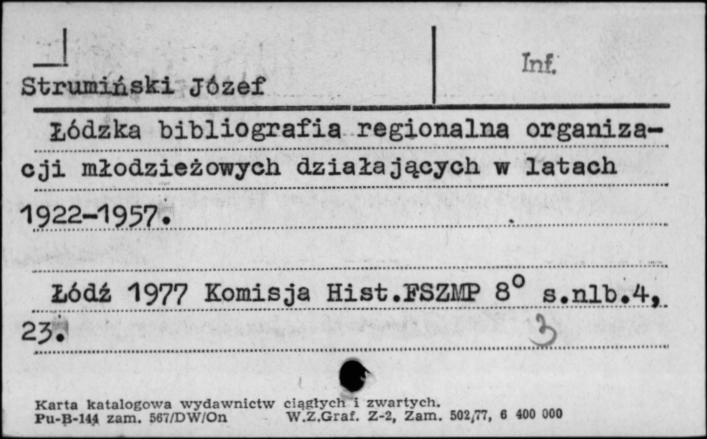 Inf.
Strumiński Józef
Łódzka bibliografia regionalna organiza-
cji młodzieżowych działających w latach
1922-1957.
Łódź 1977 Komisja Hist.FSZMP 8° s.nlb.4,
23.
3
Karta katalogowa wydawnictw ciągłych i zwartych.
Pu-B-144 zam. 567/DW/On W.Z.Graf. Z-2, Zam. 502/77, 6 400 000